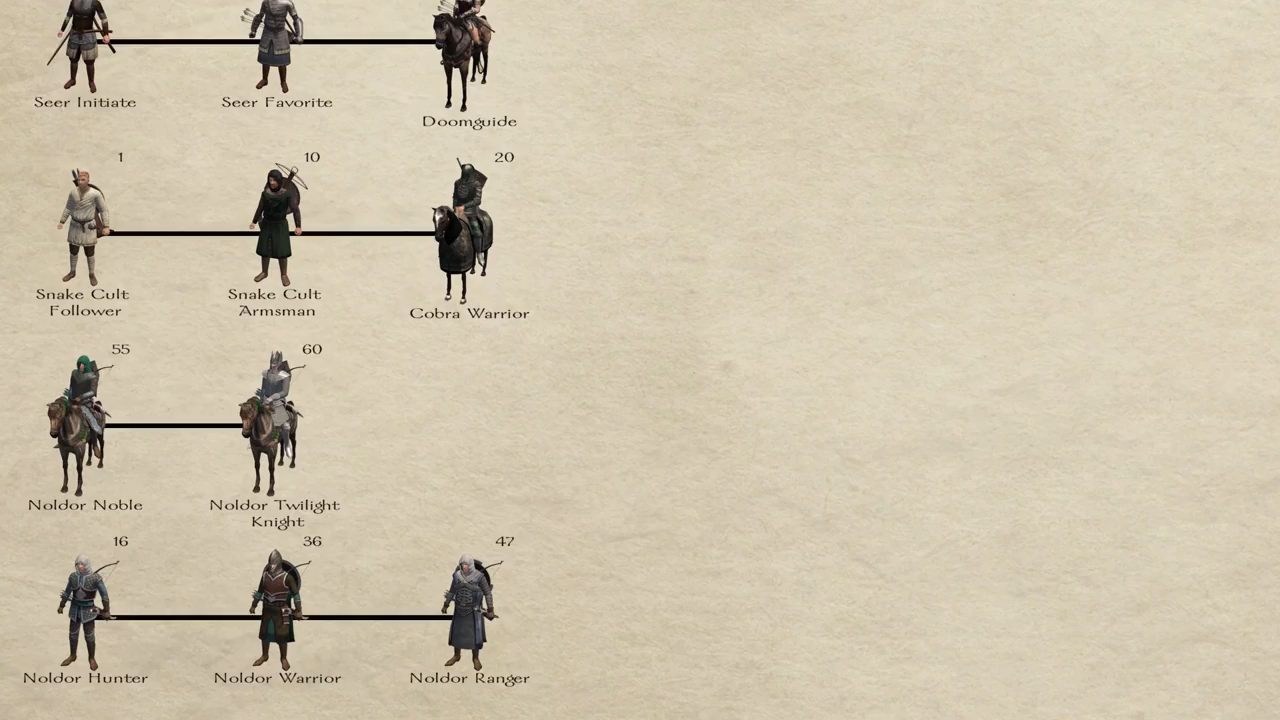 Seer Initiate
Seer Favorite
Doomguide
1
10
20
Snake Cult
Follower
Snake Cult
Armsman
Cobra Warrior
55
60
Noldor Noble
Noldor Twilight
Knight
16
36
47
Noldor Hunter
Noldor Warrior
Noldor Ranger